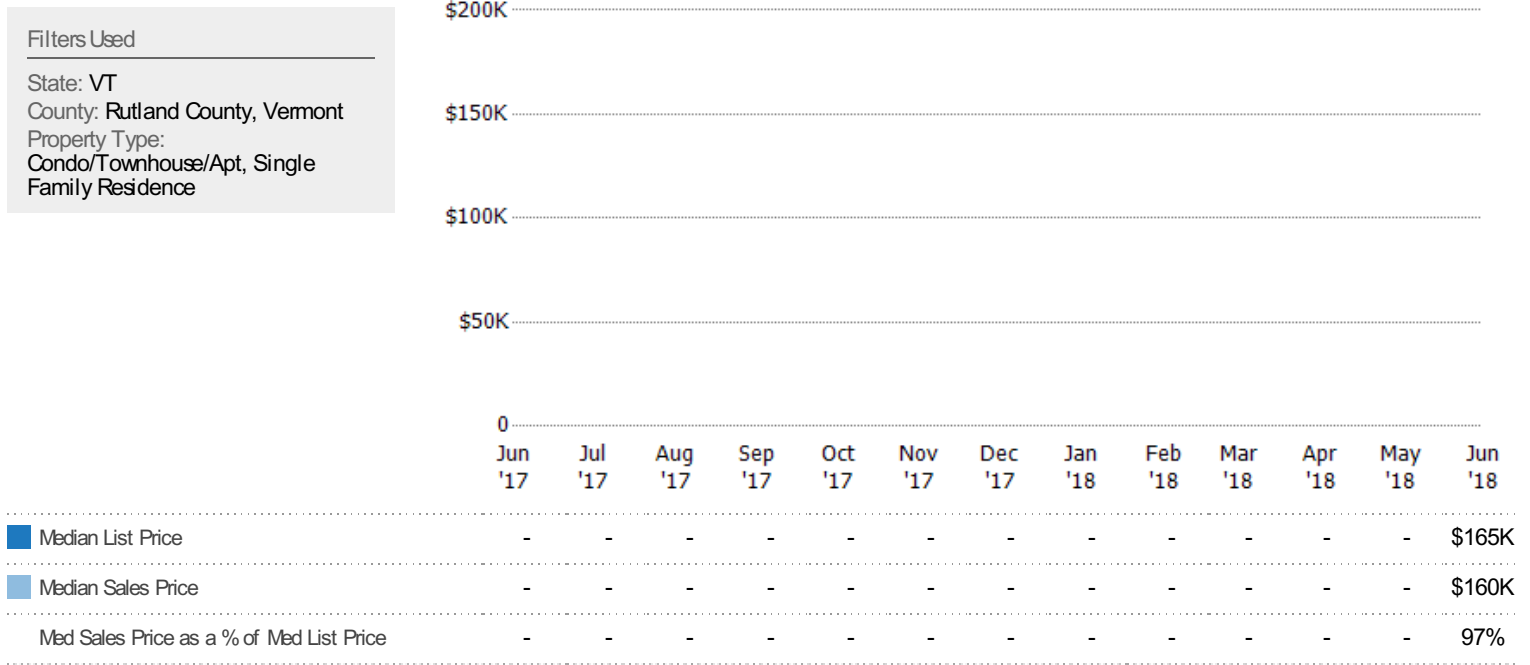 Filters Used
State: VT
County: Rutland County, Vermont
Property Type:
Condo/Townhouse/Apt, Single
Family Residence
$200K
$150K
$100K
$50K
0
Jun Jul Aug Sep Oct Nov Dec Jan Feb Mar Apr May Jun
'17 '17 '17 '17 '17 '17 '17 '18 '18 '18 '18 '18 '18
Median List Price - - - - - - - - - - - - $165K
Median Sales Price - - - - - - - - - - - - $160K
Med Sales Price as a % of Med List Price - - - - - - - - - - - - 97%